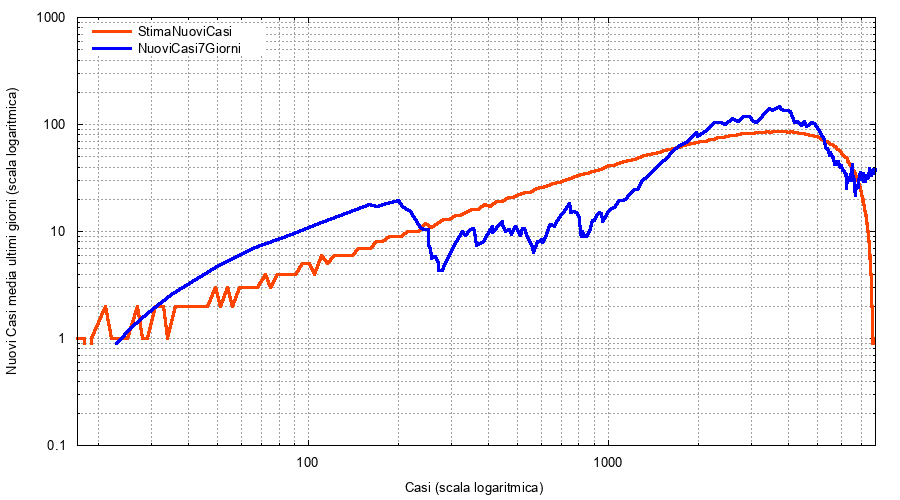 1000
StimaNuoviCasi
NuoviCasi7Giorni
100
10
1
0.1
Nuovi Casi media ultimi giorni (scala logaritmica)
100
1000
Casi (scala logaritmica)